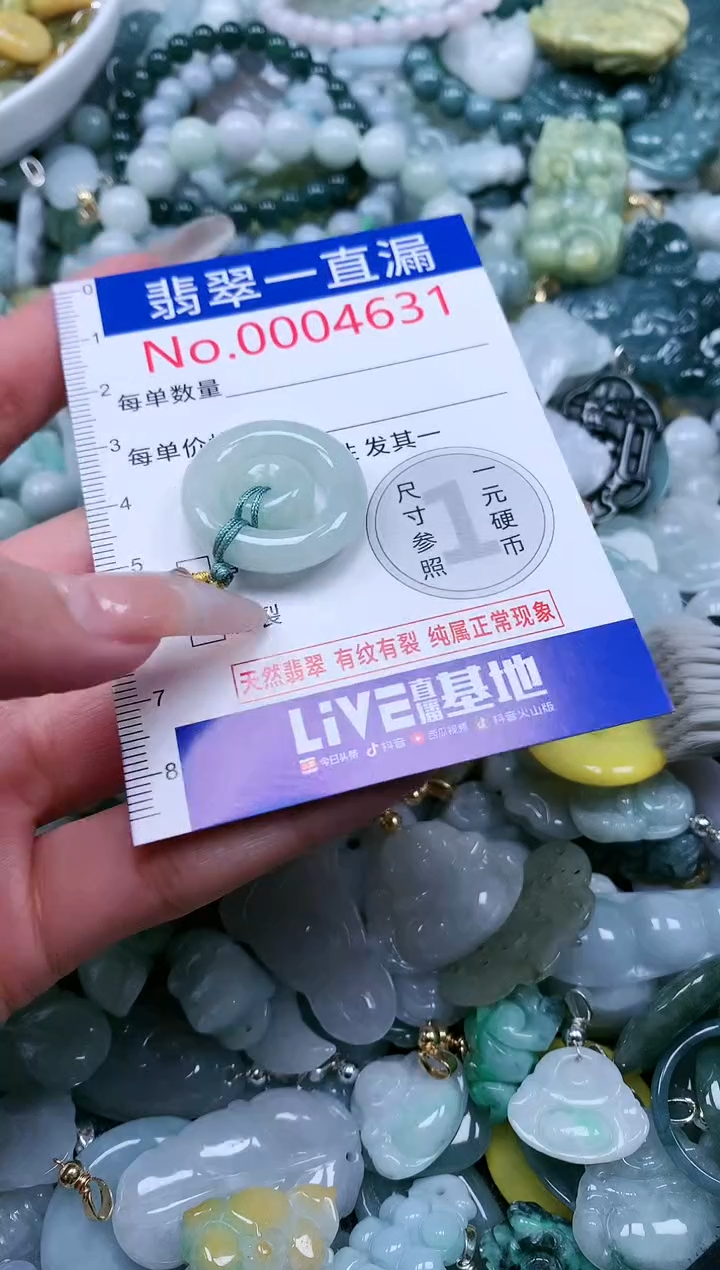 翡翠一直漏
No.0004631
每单数量
每单价
发其一
尺寸参照
1
一元硬币
裂
天然翡翠 有纹有裂 纯属正常现象
LiVE直播基地
今日头条 抖音 西瓜视频 抖音火山版
0
1
2
3
4
5
7
8